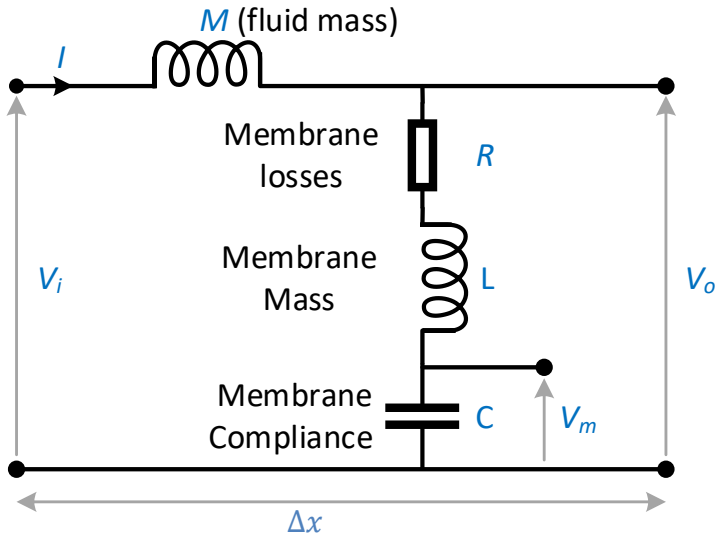 M (fluid mass)
I
Membrane
losses
R
Membrane
Mass
L
V_i
V_o
Membrane
Compliance
C
V_m
Δx